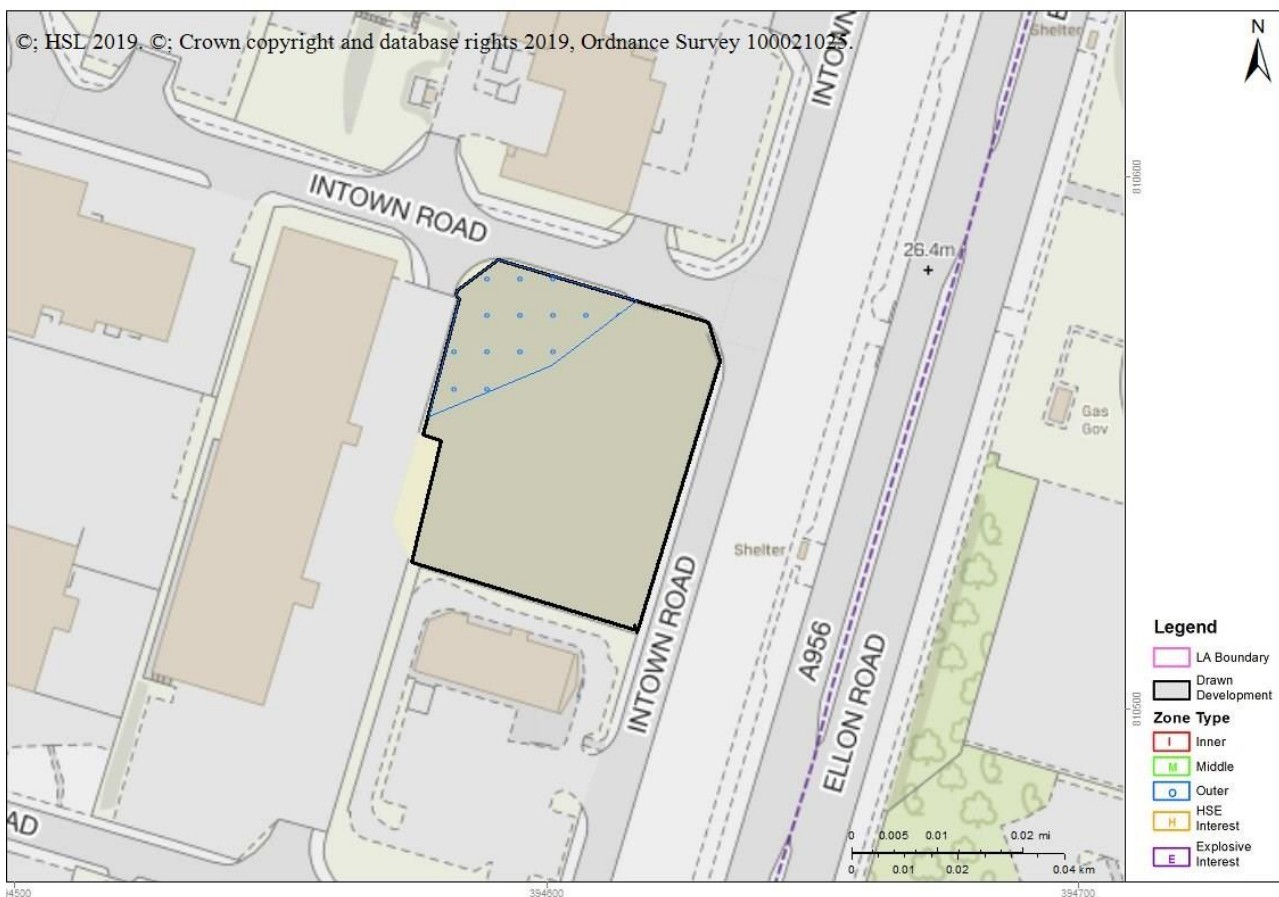 ©; HSL 2019. ©; Crown copyright and database rights 2019, Ordnance Survey 100021025.
N
Shelter
INTOWN
E
INTOWN ROAD
810600
26.4m
Gas
Gov
Shelter
INTOWN ROAD
A956
ELLON ROAD
810500
AD
0 0.005 0.01 0.02 mi
0 0.01 0.02 0.04 km
394600
394700
Legend
LA Boundary
Drawn
Development
Zone Type
I Inner
M Middle
O Outer
H HSE
Interest
E Explosive
Interest